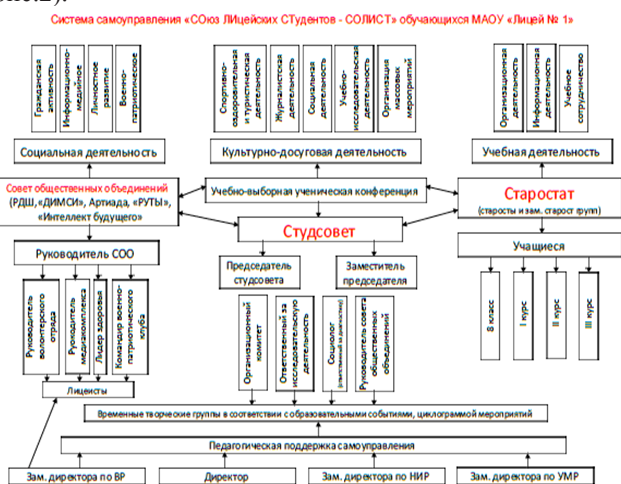 Система самоуправления «СОюз ЛИцейских СТудентов - СОЛИСТ» обучающихся МАОУ «Лицей № 1»
Гражданская
активность
Информационно-
медийное
Личностное
развитие
Военно-
патриотическое
Спортивно-
оздоровительная
и туристическая
деятельность
Журналистская
деятельность
Социальная
деятельность
Учебно-
исследовательская
деятельность
Организация
массовых
мероприятий
Организационная
деятельность
Информационная
деятельность
Учебное
сотрудничество
Социальная деятельность
Культурно-досуговая деятельность
Учебная деятельность
Совет общественных объединений
(РДШ,«ДИМСИ», Артиада, «РУТЫ»,
«Интеллект будущего»
Учебно-выборная ученическая конференция
Старостат
(старосты и зам. старост групп)
Студсовет
Руководитель СОО
Председатель
студсовета
Заместитель
председателя
Учащиеся
Руководитель
волонтерского
отряда
Руководитель
медиакомплекса
Лидер здоровья
Командир военно-
патриотического
клуба
Организационный
комитет
Ответственный за
исследовательскую
деятельность
Социолог
(ответственный за диагностику)
Руководитель совета
общественных
объединений
8 класс
I курс
II курс
III курс
Лицеисты
Временные творческие группы в соответствии с образовательными событиями, циклограммой мероприятий
Педагогическая поддержка самоуправления
Зам. директора по ВР
Директор
Зам. директора по НИР
Зам. директора по УМР